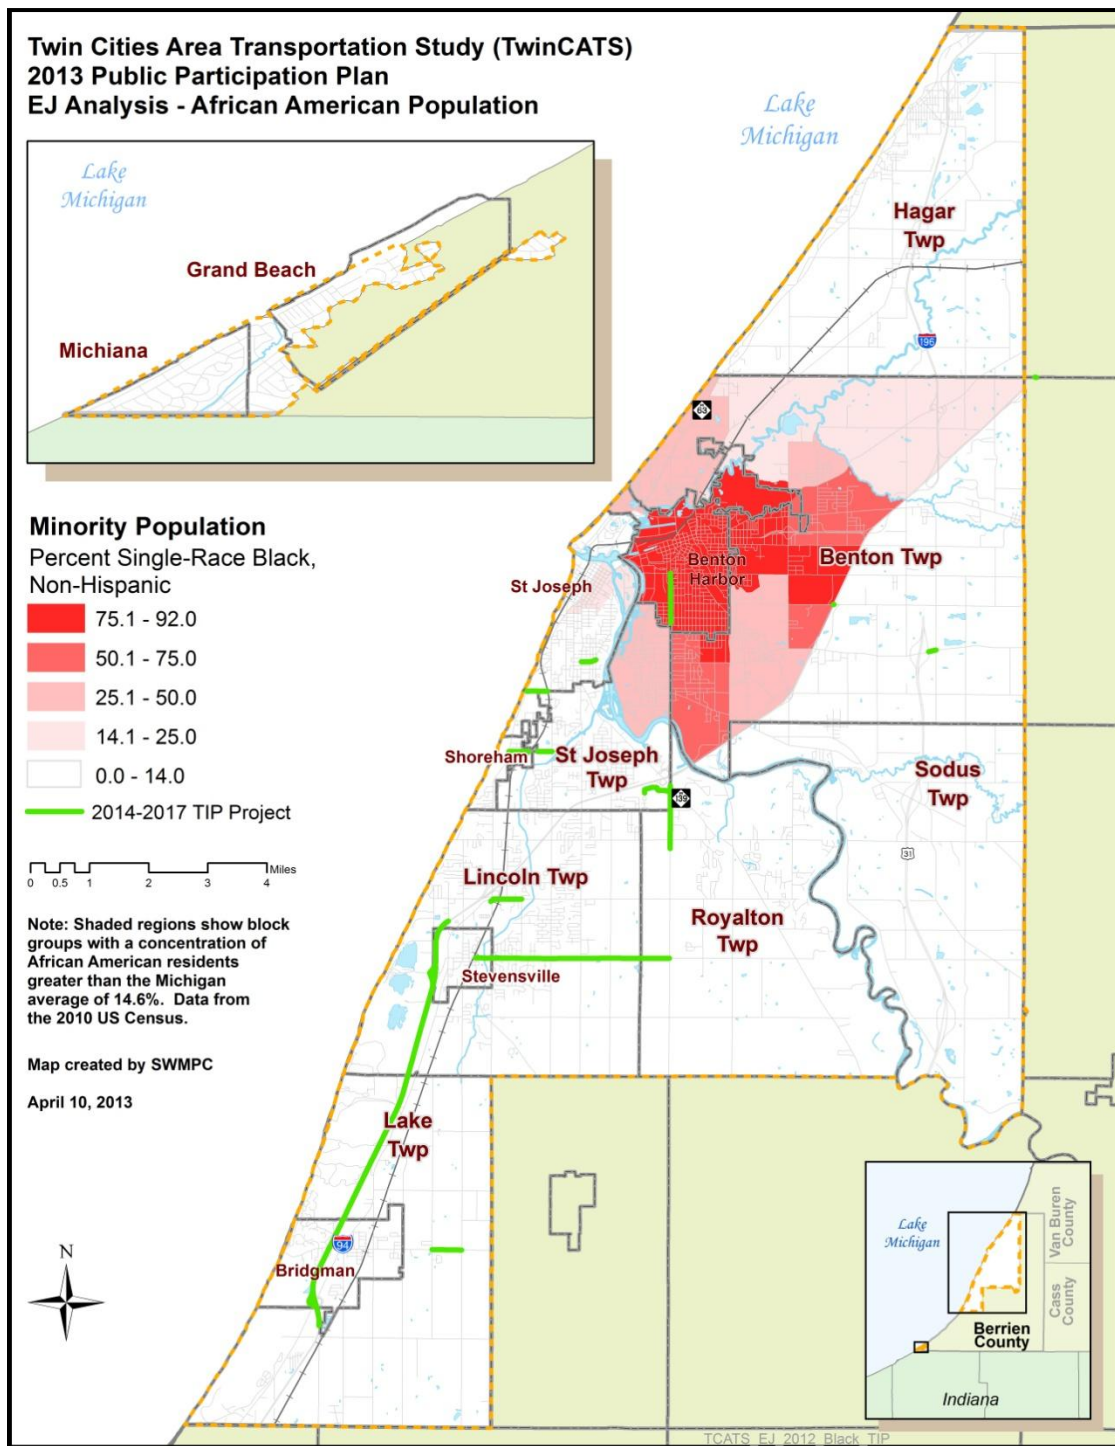 Twin Cities Area Transportation Study (TwinCATS)
2013 Public Participation Plan
EJ Analysis - African American Population
Lake
Michigan
Grand Beach
Michiana
Lake
Michigan
Hagar
Twp
196
63
Minority Population
Percent Single-Race Black,
Non-Hispanic
75.1 - 92.0
50.1 - 75.0
25.1 - 50.0
14.1 - 25.0
0.0 - 14.0
2014-2017 TIP Project
0 0.5 1 2 3 4 Miles
Note: Shaded regions show block
groups with a concentration of
African American residents
greater than the Michigan
average of 14.6%. Data from
the 2010 US Census.
Map created by SWMPC
April 10, 2013
N
Benton
Harbor
Benton Twp
St Joseph
Shoreham
St Joseph
Twp
Sodus
Twp
139
31
Lincoln Twp
Royalton
Twp
Stevensville
Lake
Twp
94
Bridgman
Lake
Michigan
Van Buren
County
Cass
County
Berrien
County
Indiana
TCATS_EJ_2012_Black_TIP